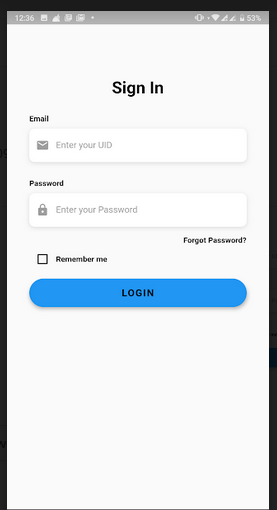 12:36
53%
Sign In
Email
Enter your UID
Password
Enter your Password
Forgot Password?
Remember me
LOGIN